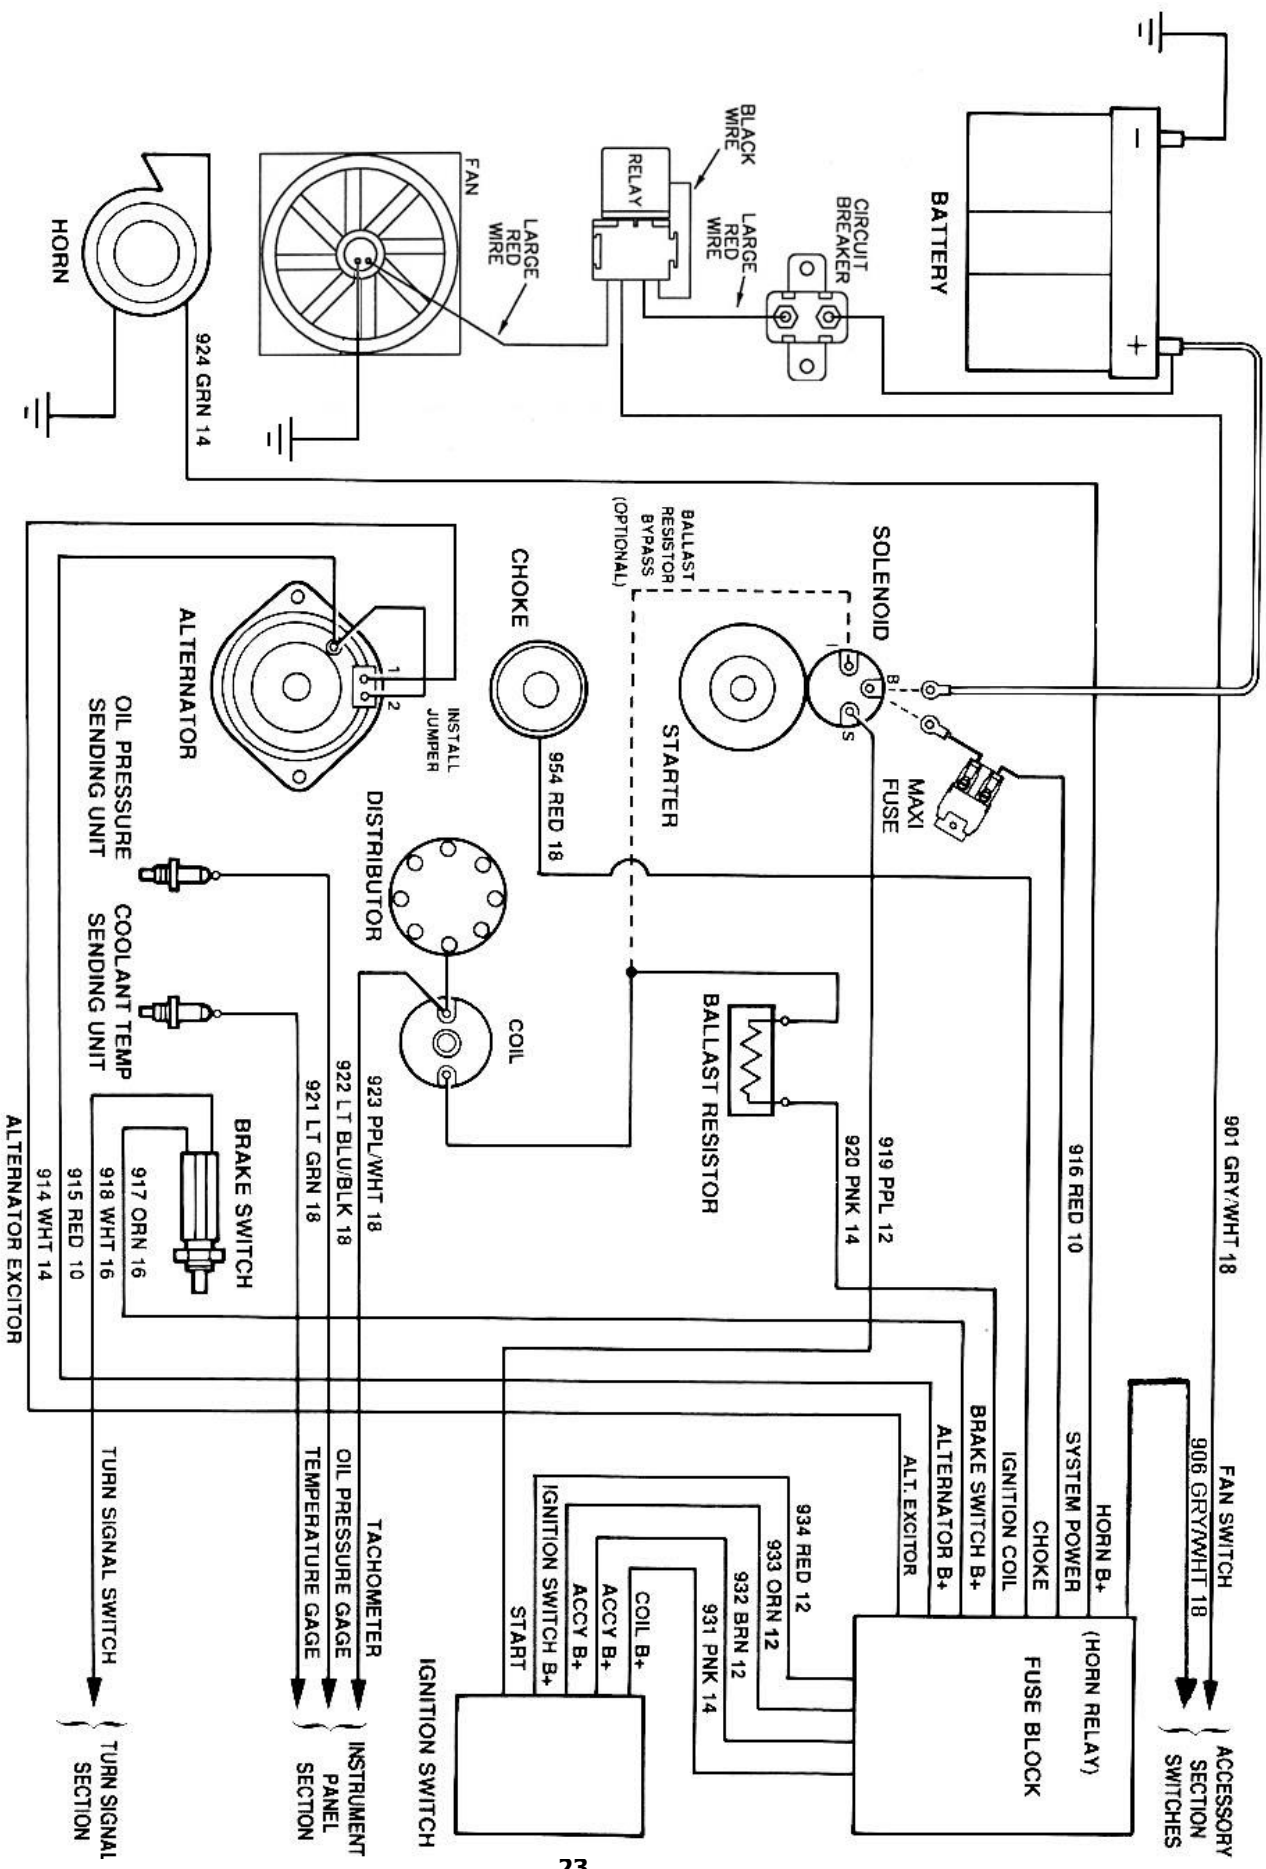 BATTERY
−
+
CIRCUIT
BREAKER
LARGE
RED
WIRE
BLACK
WIRE
RELAY
FAN
LARGE
RED
WIRE
HORN
924 GRN 14
SOLENOID
I
B
S
BALLAST
RESISTOR
BYPASS
(OPTIONAL)
MAXI
FUSE
STARTER
CHOKE
954 RED 18
ALTERNATOR
1
2
INSTALL
JUMPER
DISTRIBUTOR
COIL
BALLAST RESISTOR
OIL PRESSURE
SENDING UNIT
COOLANT TEMP
SENDING UNIT
BRAKE SWITCH
901 GRY/WHT 18
916 RED 10
919 PPL 12
920 PNK 14
923 PPL/WHT 18
922 LT BLU/BLK 18
921 LT GRN 18
917 ORN 16
918 WHT 16
915 RED 10
914 WHT 14
ALTERNATOR EXCITOR
FAN SWITCH
906 GRY/WHT 18
HORN B+
SYSTEM POWER
CHOKE
IGNITION COIL
BRAKE SWITCH B+
ALTERNATOR B+
ALT. EXCITOR
934 RED 12
933 ORN 12
932 BRN 12
931 PNK 14
COIL B+
ACCY B+
ACCY B+
IGNITION SWITCH B+
START
TACHOMETER
OIL PRESSURE GAGE
TEMPERATURE GAGE
TURN SIGNAL SWITCH
(HORN RELAY)
FUSE BLOCK
IGNITION SWITCH
ACCESSORY
SECTION
SWITCHES
INSTRUMENT
PANEL
SECTION
TURN SIGNAL
SECTION
23